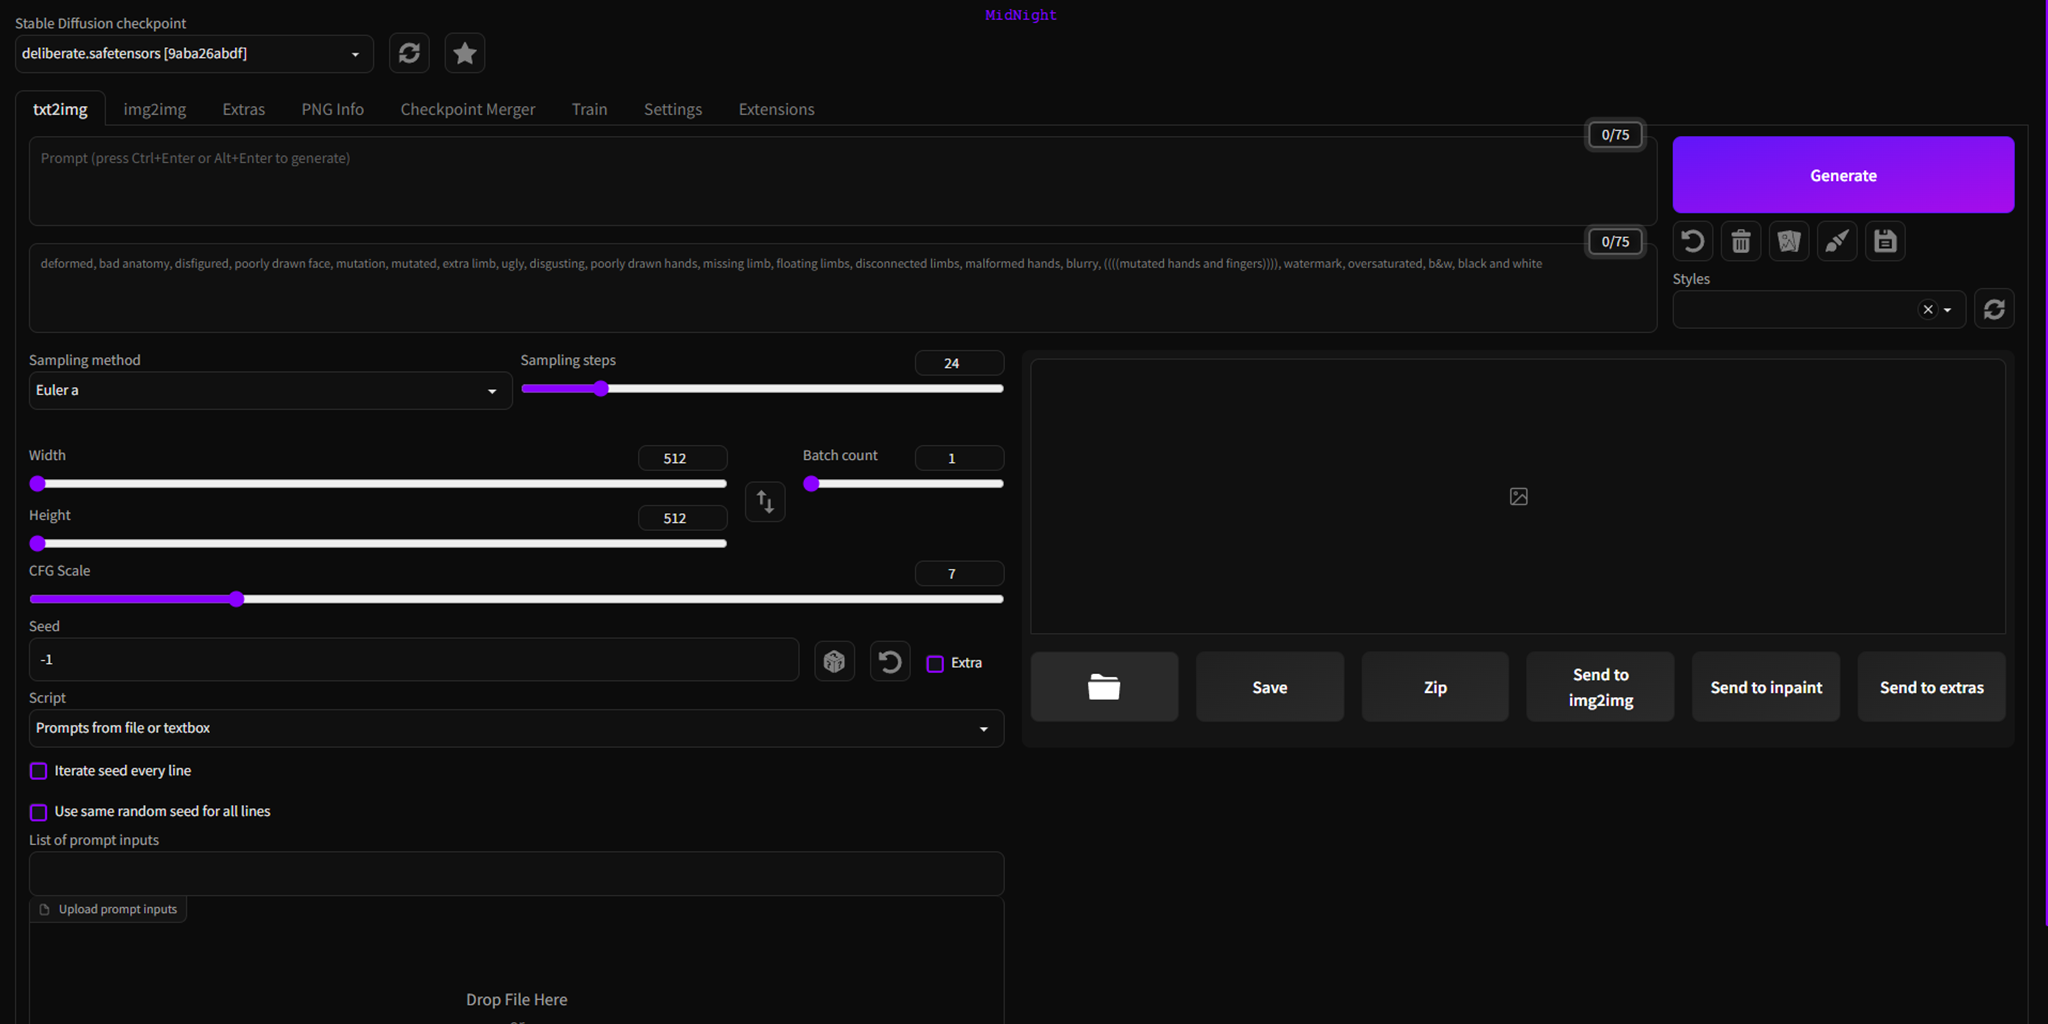 MidNight
Stable Diffusion checkpoint
deliberate.safetensors [9aba26abdf]
txt2img
img2img
Extras
PNG Info
Checkpoint Merger
Train
Settings
Extensions
0/75
Prompt (press Ctrl+Enter or Alt+Enter to generate)
Generate
0/75
deformed, bad anatomy, disfigured, poorly drawn face, mutation, mutated, extra limb, ugly, disgusting, poorly drawn hands, missing limb, floating limbs, disconnected limbs, malformed hands, blurry, ((((mutated hands and fingers)))), watermark, oversaturated, b&w, black and white
Styles
Sampling method
Euler a
Sampling steps
24
Width
512
Batch count
1
Height
512
CFG Scale
7
Seed
-1
Extra
Save
Zip
Send to
img2img
Send to inpaint
Send to extras
Script
Prompts from file or textbox
Iterate seed every line
Use same random seed for all lines
List of prompt inputs
Upload prompt inputs
Drop File Here